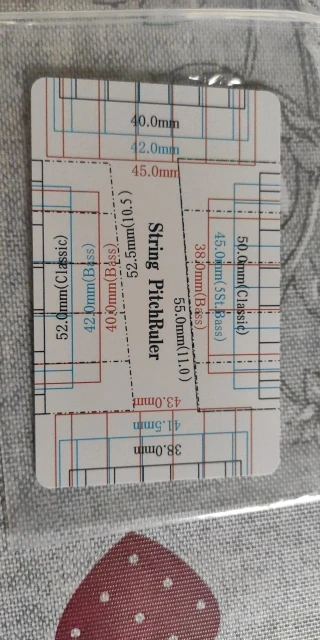 40.0mm
42.0mm
45.0mm
String PitchRuler
52.5mm(10.5)
55.0mm(11.0)
52.0mm(Classic)
42.0mm(Bass)
40.0mm(Bass)
50.0mm(Classic)
45.0mm(5St.Bass)
38.0mm(Bass)
43.0mm
41.5mm
38.0mm